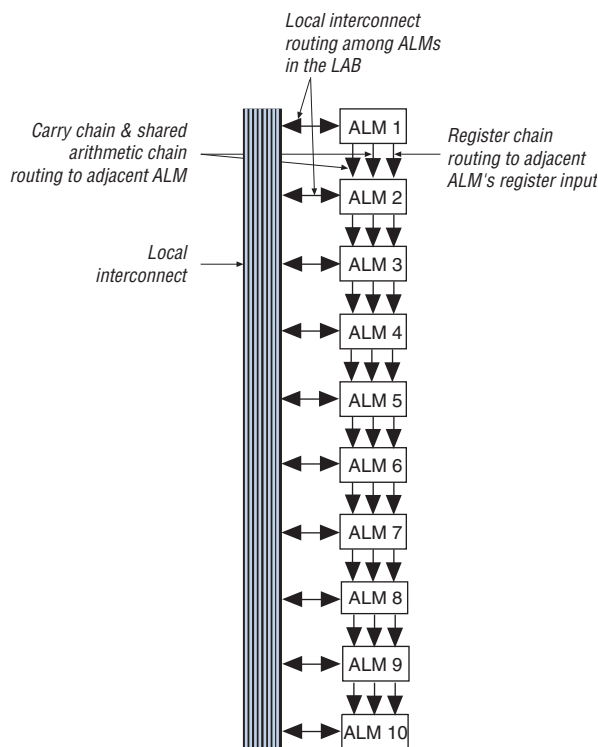 Local interconnect
routing among ALMs
in the LAB
Carry chain & shared
arithmetic chain
routing to adjacent ALM
Register chain
routing to adjacent
ALM's register input
Local
interconnect
ALM 1
ALM 2
ALM 3
ALM 4
ALM 5
ALM 6
ALM 7
ALM 8
ALM 9
ALM 10